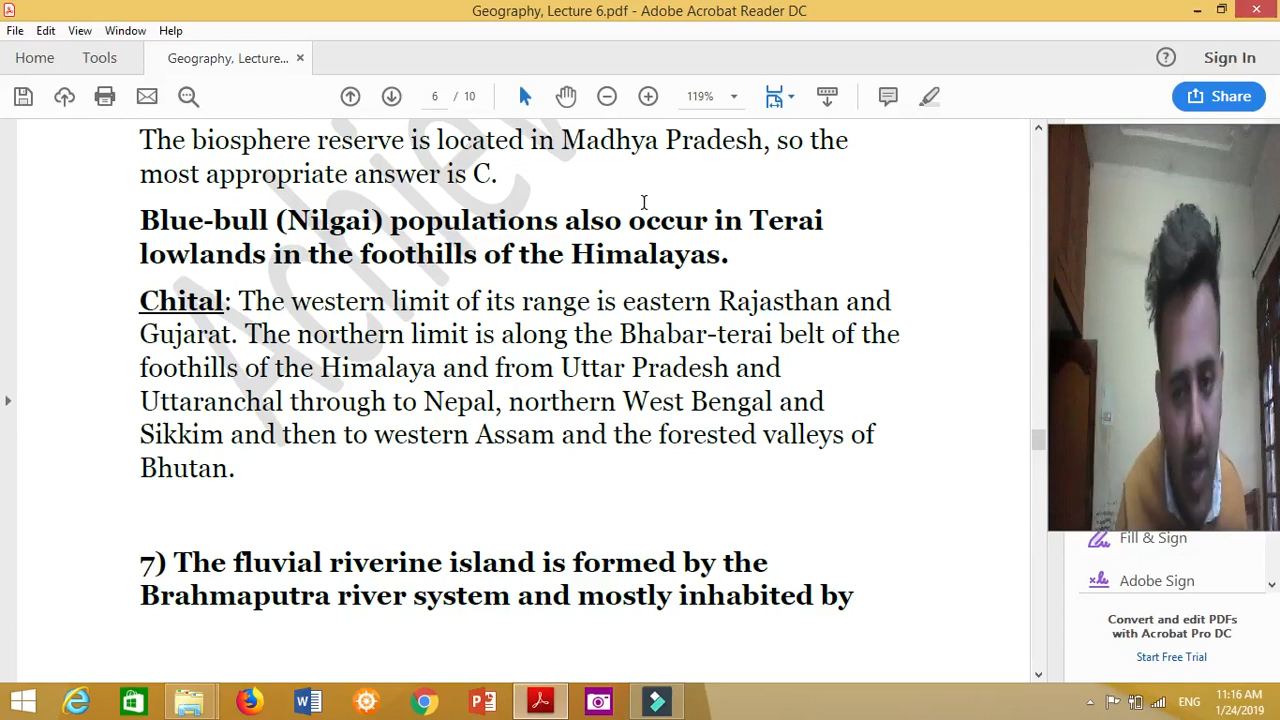 Geography, Lecture 6.pdf - Adobe Acrobat Reader DC
File Edit View Window Help
Home Tools Geography, Lecture... × Sign In
6 / 10 119% Share
The biosphere reserve is located in Madhya Pradesh, so the
most appropriate answer is C.
Blue-bull (Nilgai) populations also occur in Terai
lowlands in the foothills of the Himalayas.
Chital: The western limit of its range is eastern Rajasthan and
Gujarat. The northern limit is along the Bhabar-terai belt of the
foothills of the Himalaya and from Uttar Pradesh and
Uttaranchal through to Nepal, northern West Bengal and
Sikkim and then to western Assam and the forested valleys of
Bhutan.
7) The fluvial riverine island is formed by the
Brahmaputra river system and mostly inhabited by
Achiev
Fill & Sign
Adobe Sign
Convert and edit PDFs
with Acrobat Pro DC
Start Free Trial
ENG
11:16 AM
1/24/2019